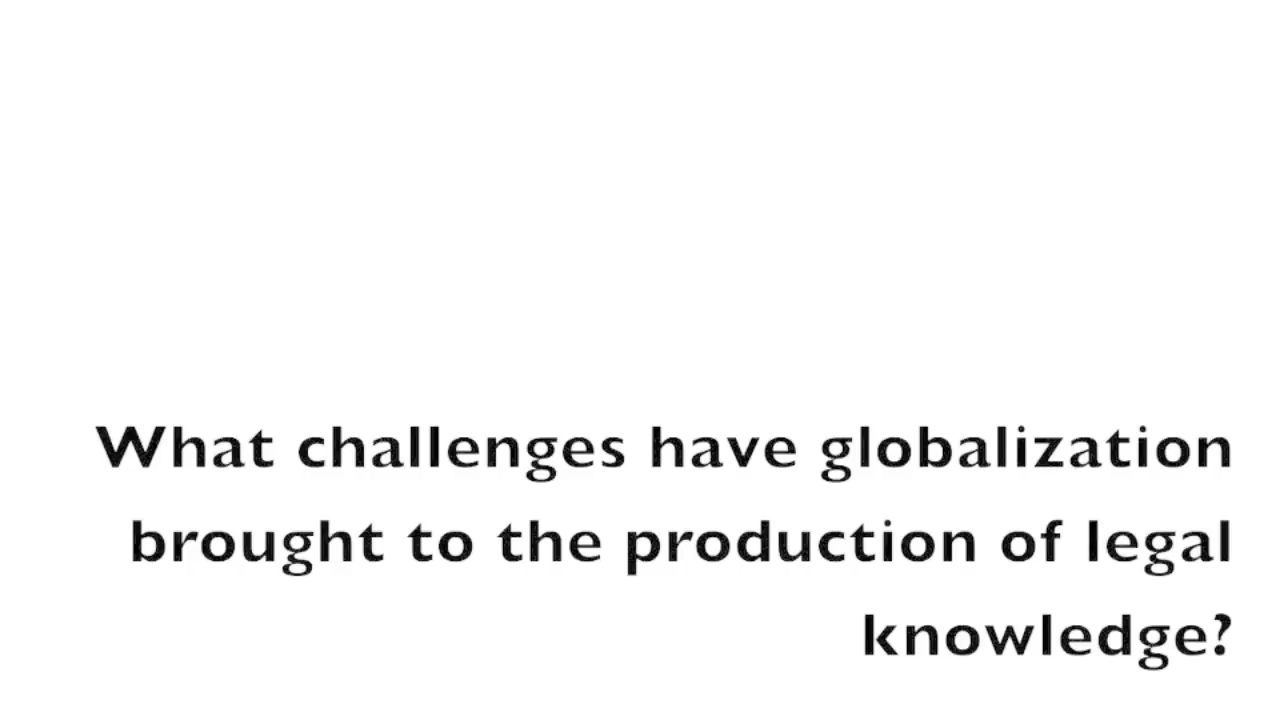 What challenges have globalization
brought to the production of legal
knowledge?